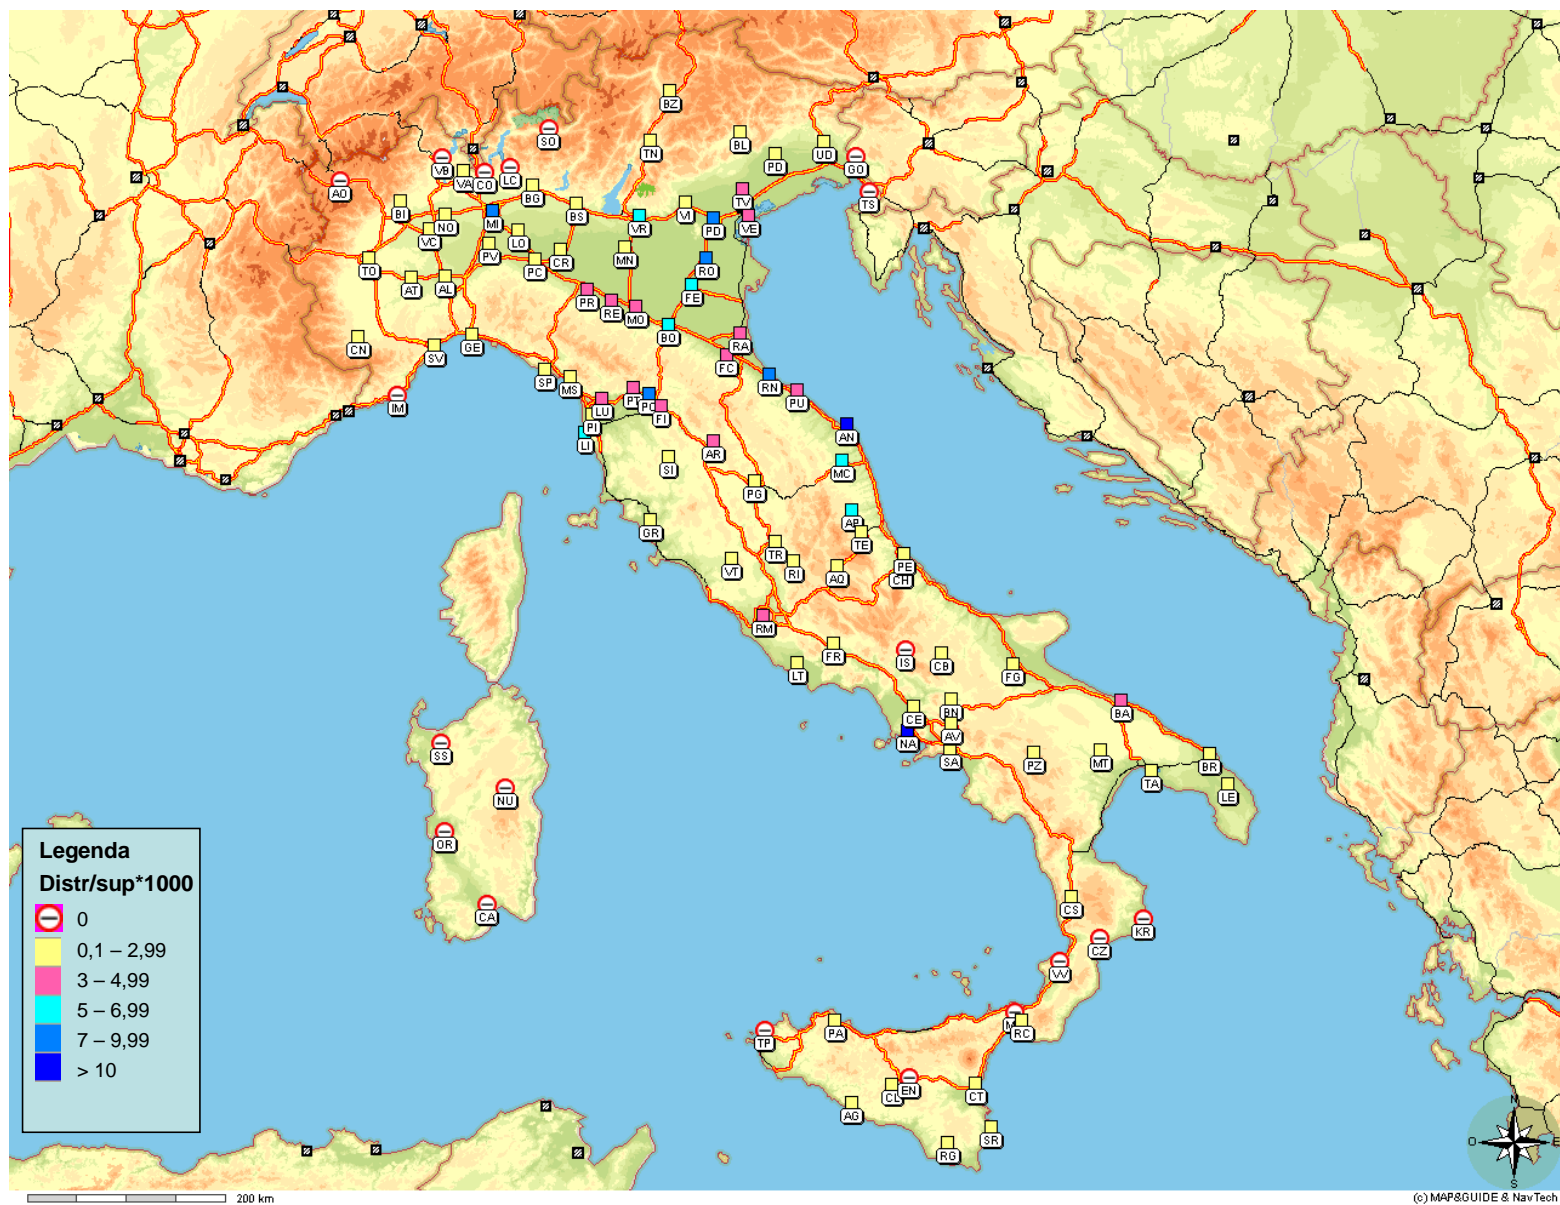 BZ
SO
TN
BL
UD
PD
GO
VB
VA
CO
LC
AO
BG
TS
BI
NO
MI
BS
VR
VI
TV
PD
VE
VC
LO
PV
CR
MN
TO
PC
RO
AT
AL
PR
RE
MO
FE
CN
SV
GE
BO
RA
FC
SP
MS
RN
IM
LU
PT
PO
FI
PU
PI
LI
AR
AN
SI
MC
PG
GR
AP
TE
TR
VT
RI
AQ
PE
CH
RM
FR
IS
CB
LT
FG
CE
BN
BA
NA
AV
SA
PZ
MT
BR
TA
LE
SS
NU
OR
CA
CS
KR
CZ
VV
RC
TP
PA
CL
EN
CT
AG
SR
RG
Legenda
Distr/sup*1000
0
0,1 – 2,99
3 – 4,99
5 – 6,99
7 – 9,99
> 10
N
O
E
S
200 km
(c) MAP&GUIDE & NavTech